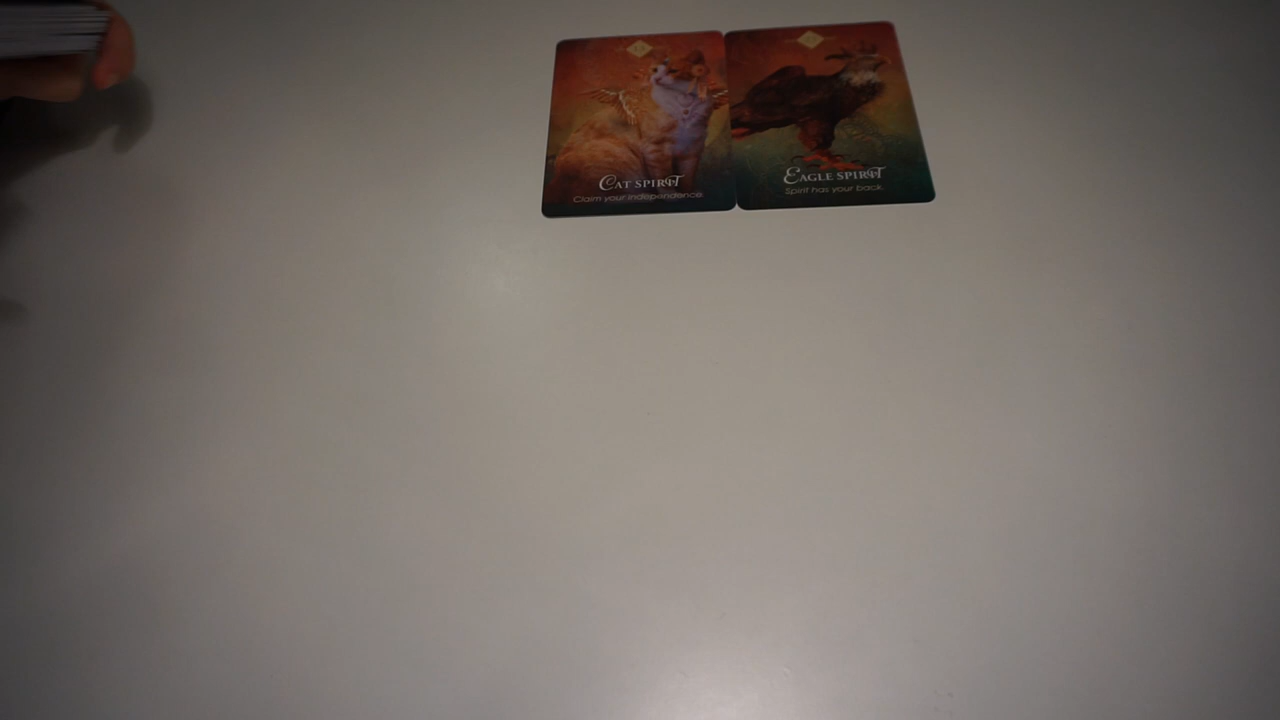 Cat Spirit
Claim your independence.
Eagle Spirit
Spirit has your back.